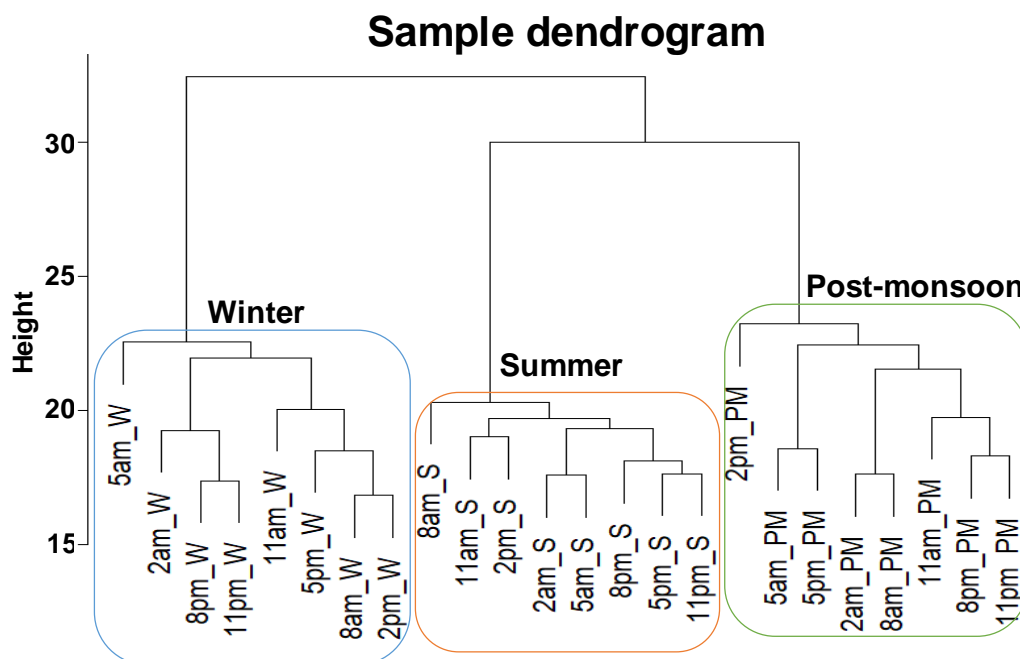 Sample dendrogram
Height
30
25
20
15
Winter
Summer
Post-monsoon
5am_W
2am_W
8pm_W
11pm_W
11am_W
5pm_W
8am_W
2pm_W
8am_S
11am_S
2pm_S
2am_S
5am_S
8pm_S
5pm_S
11pm_S
2pm_PM
5am_PM
5pm_PM
2am_PM
8am_PM
11am_PM
8pm_PM
11pm_PM